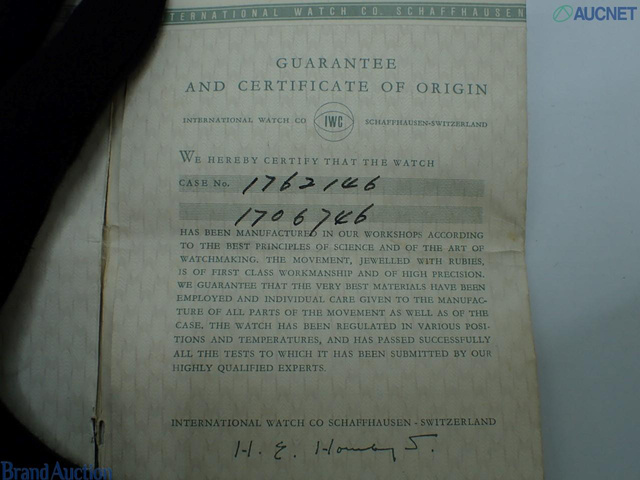 INTERNATIONAL WATCH CO. SCHAFFHAUSEN
AUCNET
GUARANTEE
AND CERTIFICATE OF ORIGIN
INTERNATIONAL WATCH CO IWC SCHAFFHAUSEN-SWITZERLAND
WE HEREBY CERTIFY THAT THE WATCH
CASE No. 1762146
1706746
HAS BEEN MANUFACTURED IN OUR WORKSHOPS ACCORDING
TO THE BEST PRINCIPLES OF SCIENCE AND OF THE ART OF
WATCHMAKING. THE MOVEMENT, JEWELLED WITH RUBIES,
IS OF FIRST CLASS WORKMANSHIP AND OF HIGH PRECISION.
WE GUARANTEE THAT THE VERY BEST MATERIALS HAVE BEEN
EMPLOYED AND INDIVIDUAL CARE GIVEN TO THE MANUFAC-
TURE OF ALL PARTS OF THE MOVEMENT AS WELL AS OF THE
CASE. THE WATCH HAS BEEN REGULATED IN VARIOUS POSI-
TIONS AND TEMPERATURES, AND HAS PASSED SUCCESSFULLY
ALL THE TESTS TO WHICH IT HAS BEEN SUBMITTED BY OUR
HIGHLY QUALIFIED EXPERTS.
INTERNATIONAL WATCH CO SCHAFFHAUSEN - SWITZERLAND
H. E.
Brand Auction